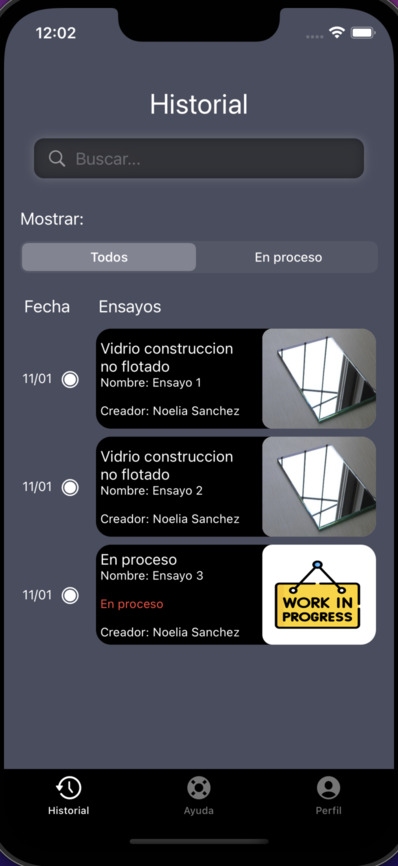 12:02
Historial
Buscar...
Mostrar:
Todos En proceso
Fecha Ensayos
Vidrio construccion
no flotado
Nombre: Ensayo 1
11/01
Creador: Noelia Sanchez
Vidrio construccion
no flotado
Nombre: Ensayo 2
11/01
Creador: Noelia Sanchez
En proceso
Nombre: Ensayo 3
11/01
En proceso
Creador: Noelia Sanchez
WORK IN
PROGRESS
Historial Ayuda Perfil